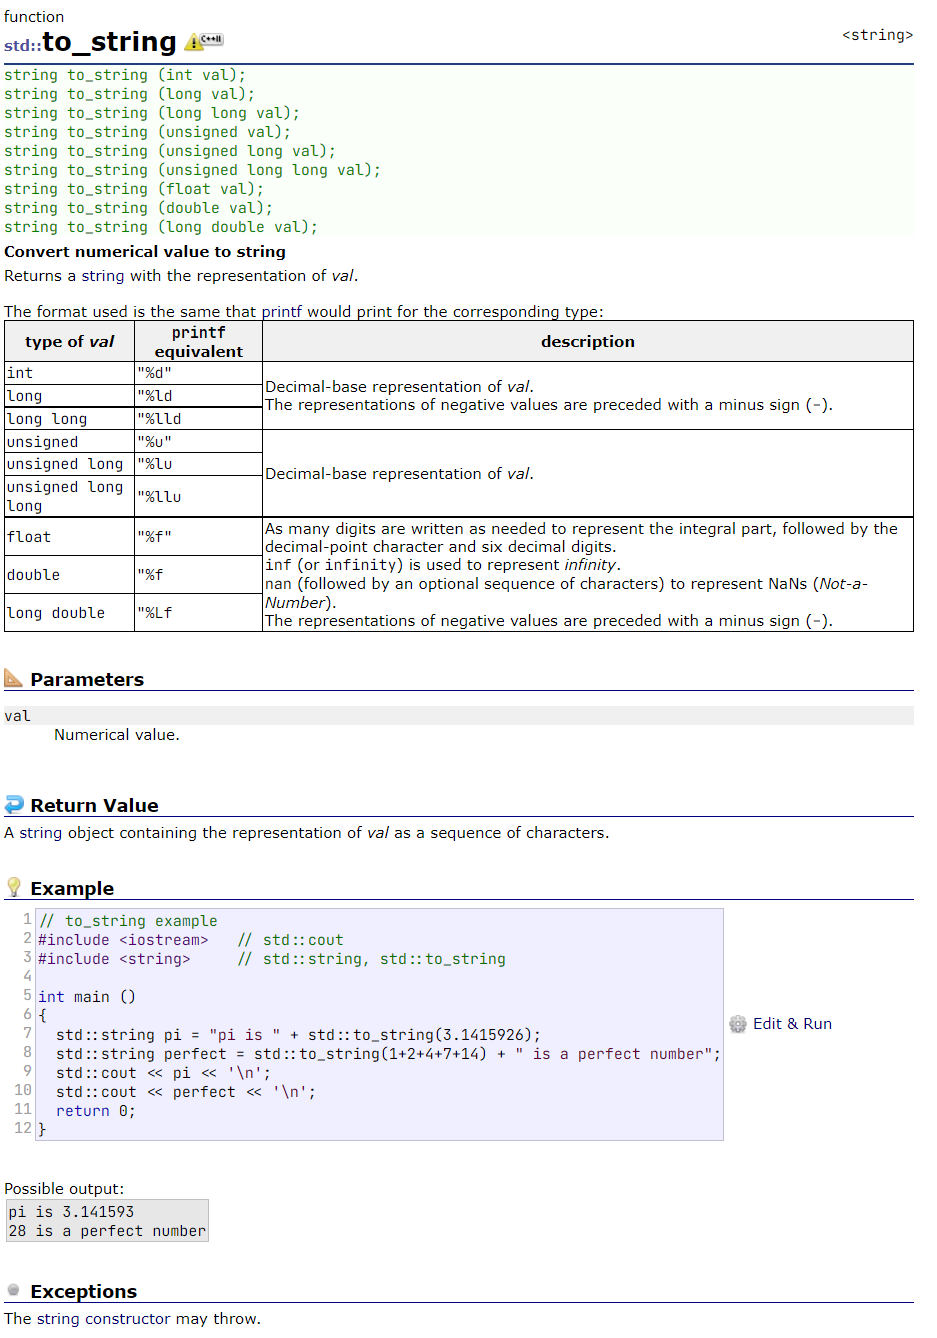 function
std::to_string C++11
<string>
string to_string (int val);
string to_string (long val);
string to_string (long long val);
string to_string (unsigned val);
string to_string (unsigned long val);
string to_string (unsigned long long val);
string to_string (float val);
string to_string (double val);
string to_string (long double val);
Convert numerical value to string
Returns a string with the representation of val.
The format used is the same that printf would print for the corresponding type:
type of val
printf
equivalent
description
int
"%d"
long
"%ld
long long
"%lld
Decimal-base representation of val.
The representations of negative values are preceded with a minus sign (-).
unsigned
"%u"
unsigned long
"%lu
unsigned long
long
"%llu
Decimal-base representation of val.
float
"%f"
double
"%f
long double
"%Lf
As many digits are written as needed to represent the integral part, followed by the
decimal-point character and six decimal digits.
inf (or infinity) is used to represent infinity.
nan (followed by an optional sequence of characters) to represent NaNs (Not-a-
Number).
The representations of negative values are preceded with a minus sign (-).
Parameters
val
Numerical value.
Return Value
A string object containing the representation of val as a sequence of characters.
Example
1 // to_string example
2 #include <iostream> // std::cout
3 #include <string> // std::string, std::to_string
4
5 int main ()
6 {
7 std::string pi = "pi is " + std::to_string(3.1415926);
8 std::string perfect = std::to_string(1+2+4+7+14) + " is a perfect number";
9 std::cout << pi << '\n';
10 std::cout << perfect << '\n';
11 return 0;
12 }
Edit & Run
Possible output:
pi is 3.141593
28 is a perfect number
Exceptions
The string constructor may throw.